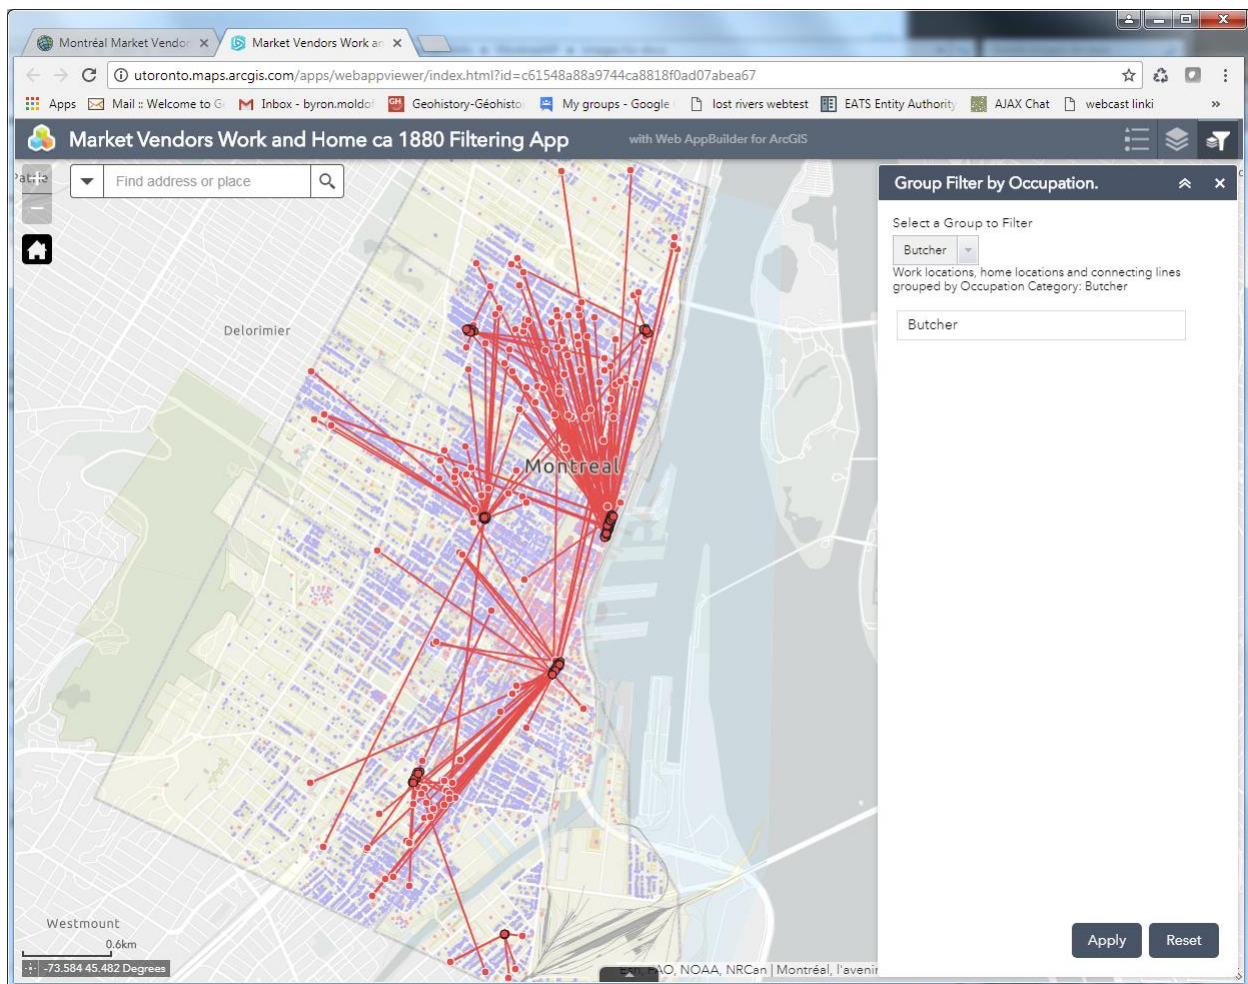 Montréal Market Vendor
Market Vendors Work an
utoronto.maps.arcgis.com/apps/webappviewer/index.html?id=c61548a88a9744ca8818f0ad07abea67
Apps Mail :: Welcome to G Inbox - byron.moldof GH Geohistory-Géohisto My groups - Google lost rivers webtest EATS Entity Authority AJAX Chat webcast linki »
Market Vendors Work and Home ca 1880 Filtering App with Web AppBuilder for ArcGIS
Find address or place
Group Filter by Occupation.
Select a Group to Filter
Butcher
Work locations, home locations and connecting lines
grouped by Occupation Category: Butcher
Butcher
Delorimier
Montreal
Westmount
0.6km
-73.584 45.482 Degrees
Apply Reset
Esri, FAO, NOAA, NRCan | Montréal, l'avenir